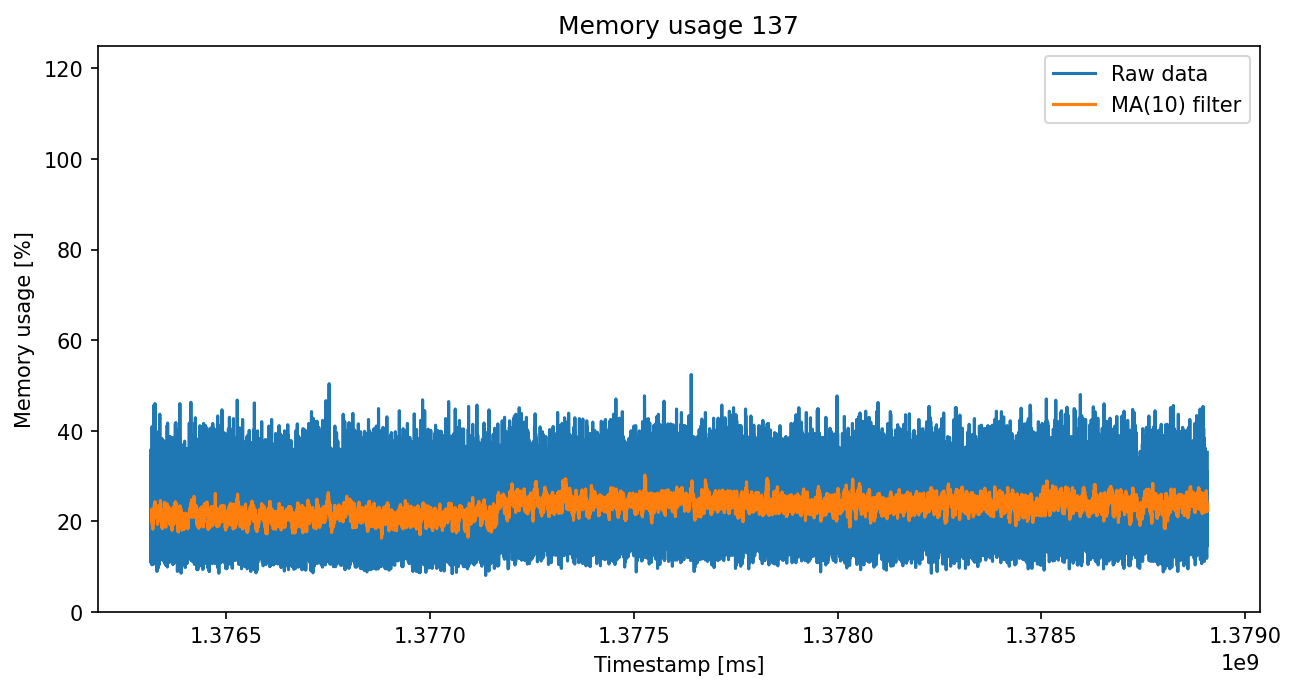 Memory usage 137
Raw data
MA(10) filter
Memory usage [%]
120
100
80
60
40
20
0
1.3765 1.3770 1.3775 1.3780 1.3785 1.3790
1e9
Timestamp [ms]